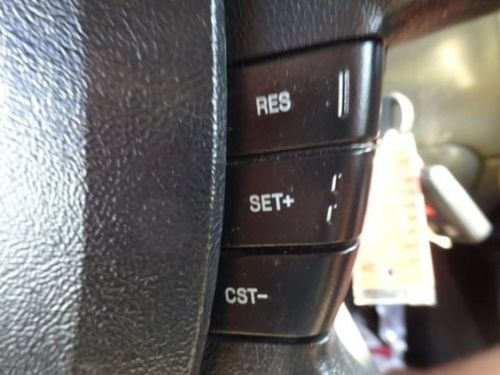 RES
SET+
CST-